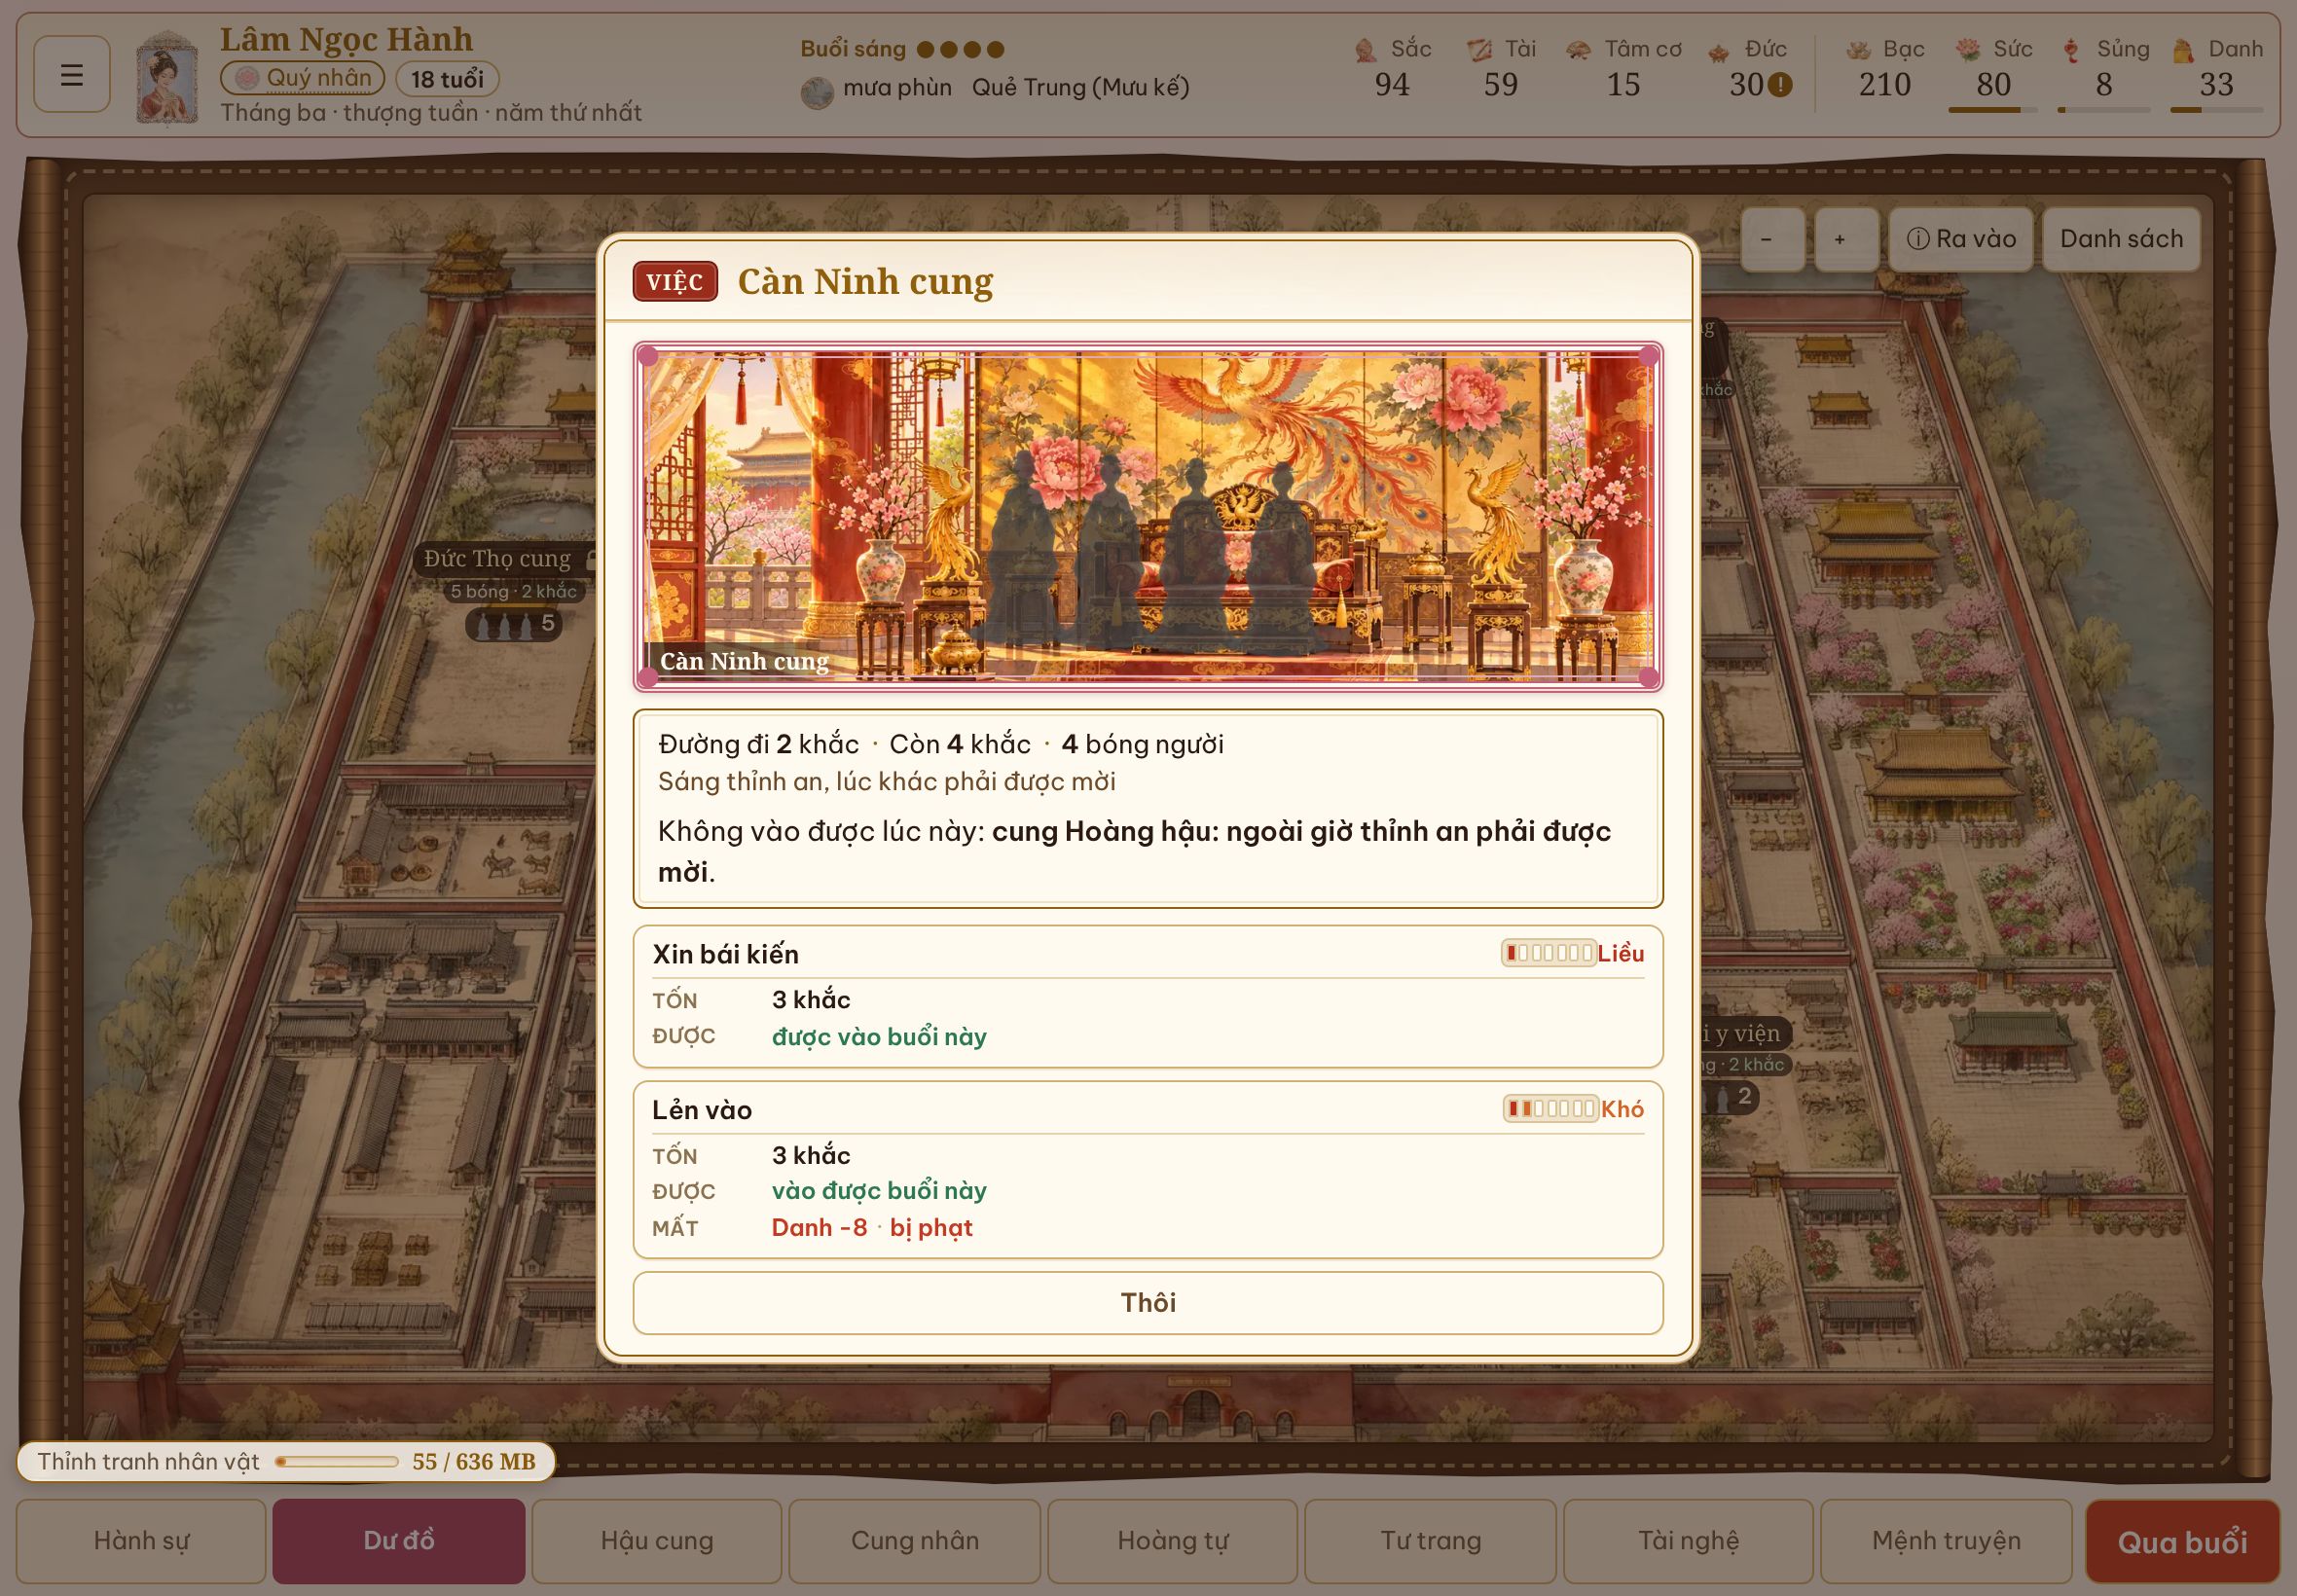 ☰
Lâm Ngọc Hành
Quý nhân
18 tuổi
Tháng ba · thượng tuần · năm thứ nhất
Buổi sáng
mưa phùn Quẻ Trung (Mưu kế)
Sắc Tài Tâm cơ Đức Bạc Sức Sủng Danh
94 59 15 30 ! 210 80 8 33
- + ⓘ Ra vào Danh sách
VIỆC Càn Ninh cung
Càn Ninh cung
Đường đi 2 khắc · Còn 4 khắc · 4 bóng người
Sáng thỉnh an, lúc khác phải được mời
Không vào được lúc này: cung Hoàng hậu: ngoài giờ thỉnh an phải được
mời.
Xin bái kiến Liều
TỐN 3 khắc
ĐƯỢC được vào buổi này
Lẻn vào Khó
TỐN 3 khắc
ĐƯỢC vào được buổi này
MẤT Danh -8 · bị phạt
Thôi
Đức Thọ cung
5 bóng · 2 khắc
5
khắc
y viện
· 2 khắc
2
Thỉnh tranh nhân vật 55 / 636 MB
Hành sự Dư đồ Hậu cung Cung nhân Hoàng tự Tư trang Tài nghệ Mệnh truyện Qua buổi